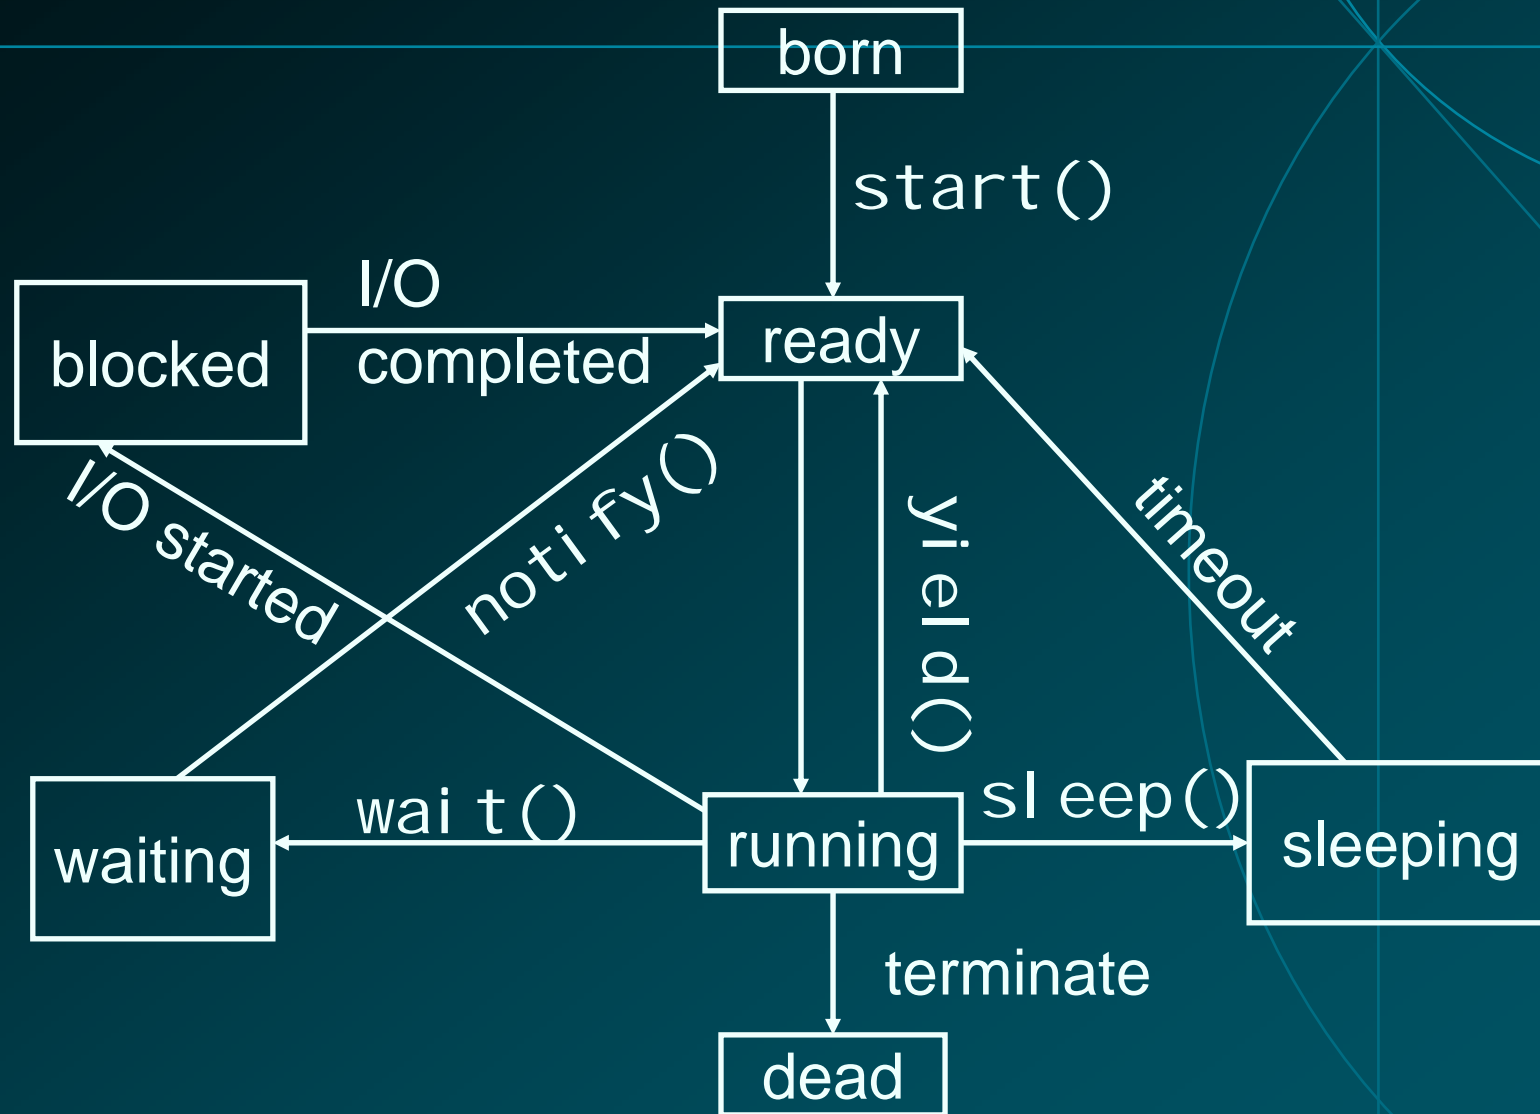 born
start()
I/O
completed
blocked
ready
I/O started
notify()
yield()
timeout
wait()
sleep()
waiting
running
sleeping
terminate
dead